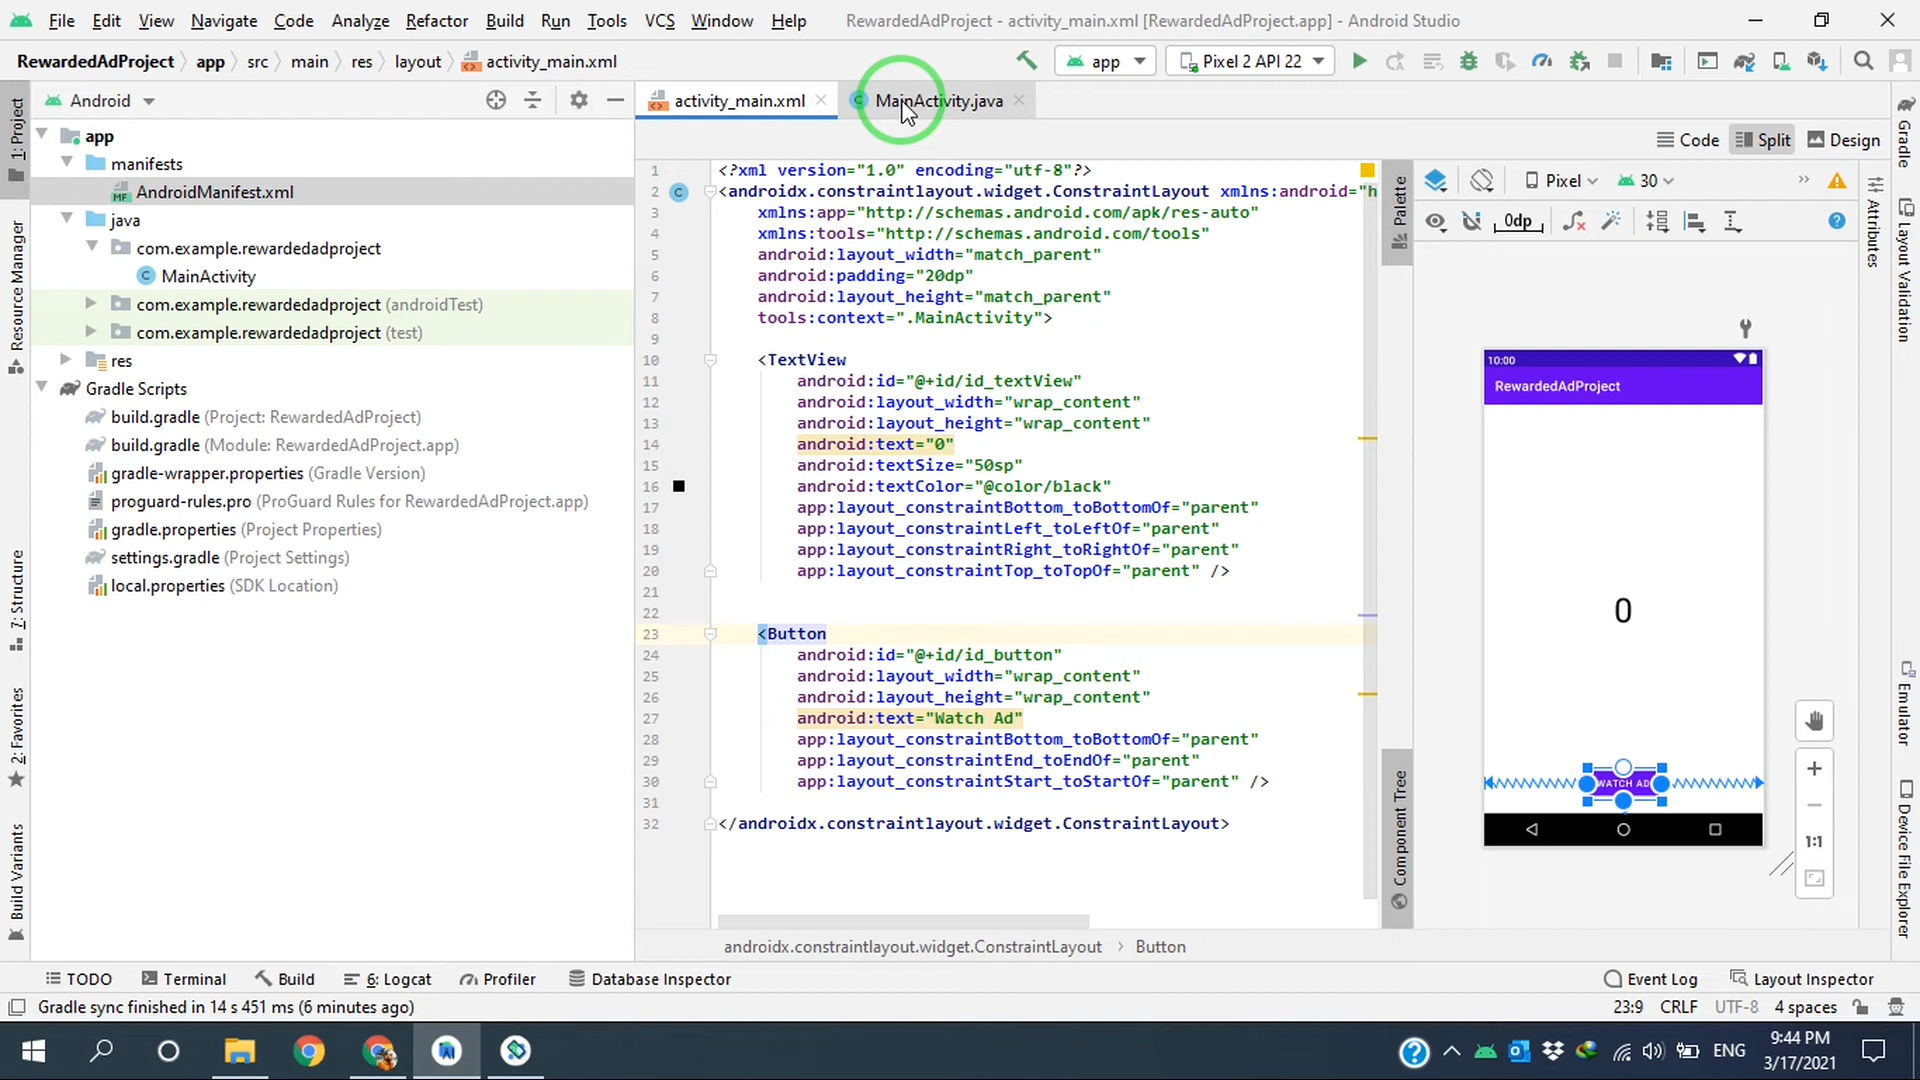 File Edit View Navigate Code Analyze Refactor Build Run Tools VCS Window Help RewardedAdProject - activity_main.xml [RewardedAdProject.app] - Android Studio
RewardedAdProject app src main res layout activity_main.xml app Pixel 2 API 22
Android
activity_main.xml MainActivity.java
Code Split Design
1: Project
Resource Manager
7: Structure
2: Favorites
Build Variants
app
manifests
AndroidManifest.xml
java
com.example.rewardedadproject
MainActivity
com.example.rewardedadproject (androidTest)
com.example.rewardedadproject (test)
res
Gradle Scripts
build.gradle (Project: RewardedAdProject)
build.gradle (Module: RewardedAdProject.app)
gradle-wrapper.properties (Gradle Version)
proguard-rules.pro (ProGuard Rules for RewardedAdProject.app)
gradle.properties (Project Properties)
settings.gradle (Project Settings)
local.properties (SDK Location)
1 <?xml version="1.0" encoding="utf-8"?>
2 <androidx.constraintlayout.widget.ConstraintLayout xmlns:android="h
3 xmlns:app="http://schemas.android.com/apk/res-auto"
4 xmlns:tools="http://schemas.android.com/tools"
5 android:layout_width="match_parent"
6 android:padding="20dp"
7 android:layout_height="match_parent"
8 tools:context=".MainActivity">
9
10 <TextView
11 android:id="@+id/id_textView"
12 android:layout_width="wrap_content"
13 android:layout_height="wrap_content"
14 android:text="0"
15 android:textSize="50sp"
16 android:textColor="@color/black"
17 app:layout_constraintBottom_toBottomOf="parent"
18 app:layout_constraintLeft_toLeftOf="parent"
19 app:layout_constraintRight_toRightOf="parent"
20 app:layout_constraintTop_toTopOf="parent" />
21
22
23 <Button
24 android:id="@+id/id_button"
25 android:layout_width="wrap_content"
26 android:layout_height="wrap_content"
27 android:text="Watch Ad"
28 app:layout_constraintBottom_toBottomOf="parent"
29 app:layout_constraintEnd_toEndOf="parent"
30 app:layout_constraintStart_toStartOf="parent" />
31
32 </androidx.constraintlayout.widget.ConstraintLayout>
androidx.constraintlayout.widget.ConstraintLayout Button
Palette
Component Tree
Pixel 30
0dp
10:00
RewardedAdProject
0
WATCH AD
1:1
Attributes
Gradle
Layout Validation
Emulator
Device File Explorer
TODO Terminal Build 6: Logcat Profiler Database Inspector Event Log Layout Inspector
Gradle sync finished in 14 s 451 ms (6 minutes ago) 23:9 CRLF UTF-8 4 spaces
ENG 9:44 PM
3/17/2021